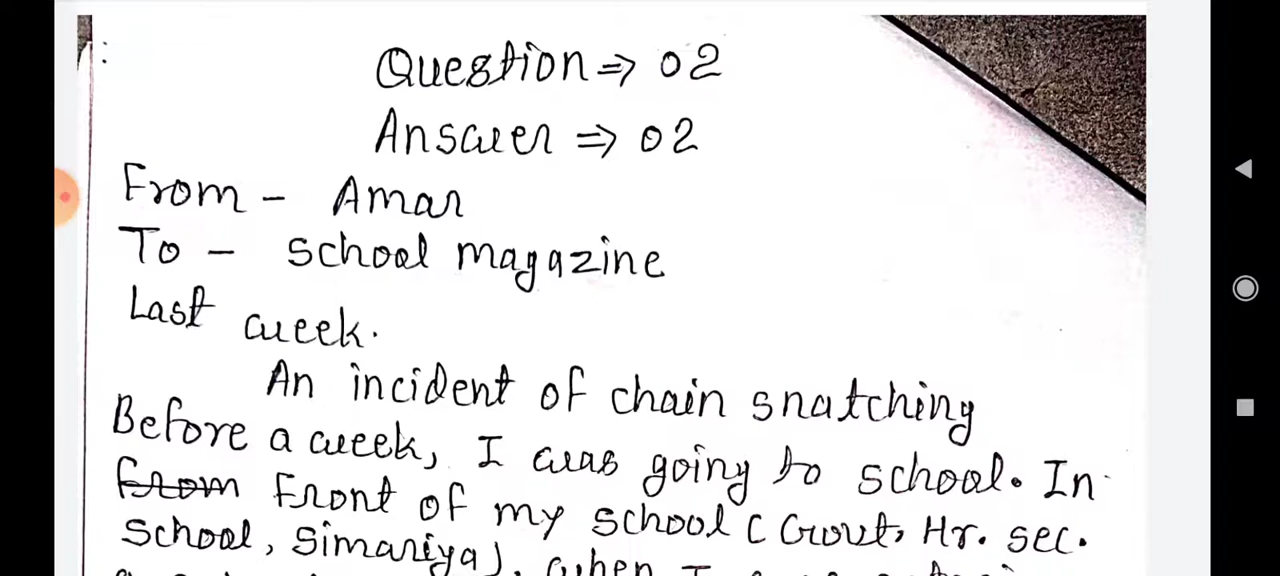 Question => 02
Answer => 02
From - Amar
To - School magazine
Last week.
An incident of chain snatching
Before a week, I was going to school. In
from Front of my school ( Govt. Hr. sec.
school, Simariya), when I